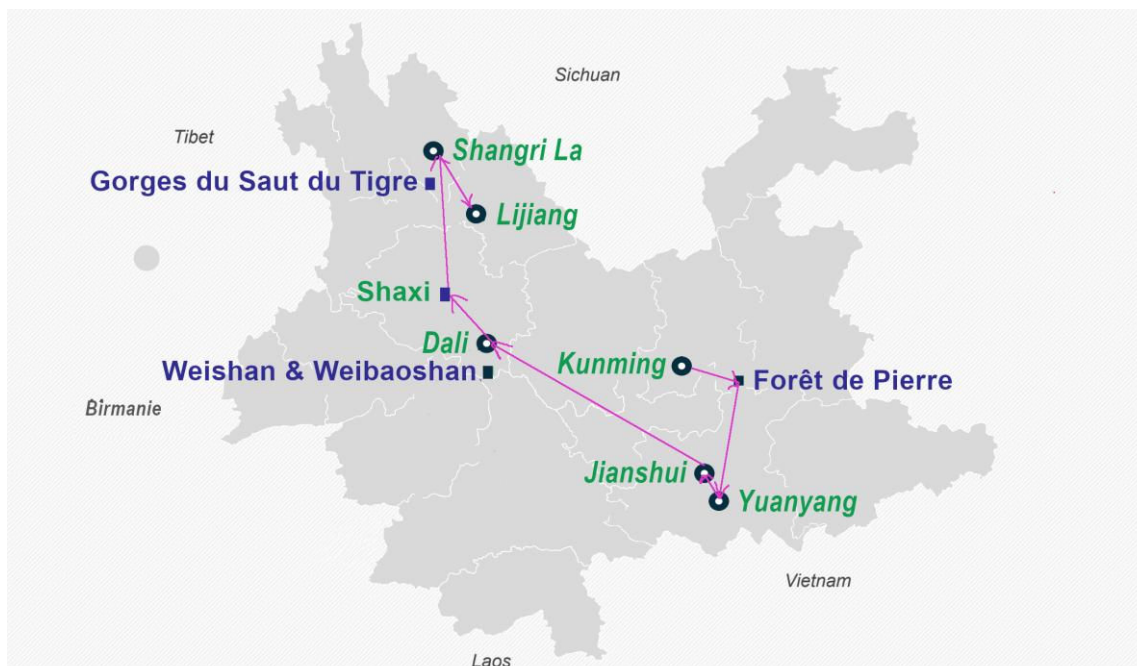 Sichuan
Tibet
Shangri La
Gorges du Saut du Tigre
Lijiang
Shaxi
Dali
Kunming
Weishan & Weibaoshan
Forêt de Pierre
Birmanie
Jianshui
Yuanyang
Vietnam
Laos